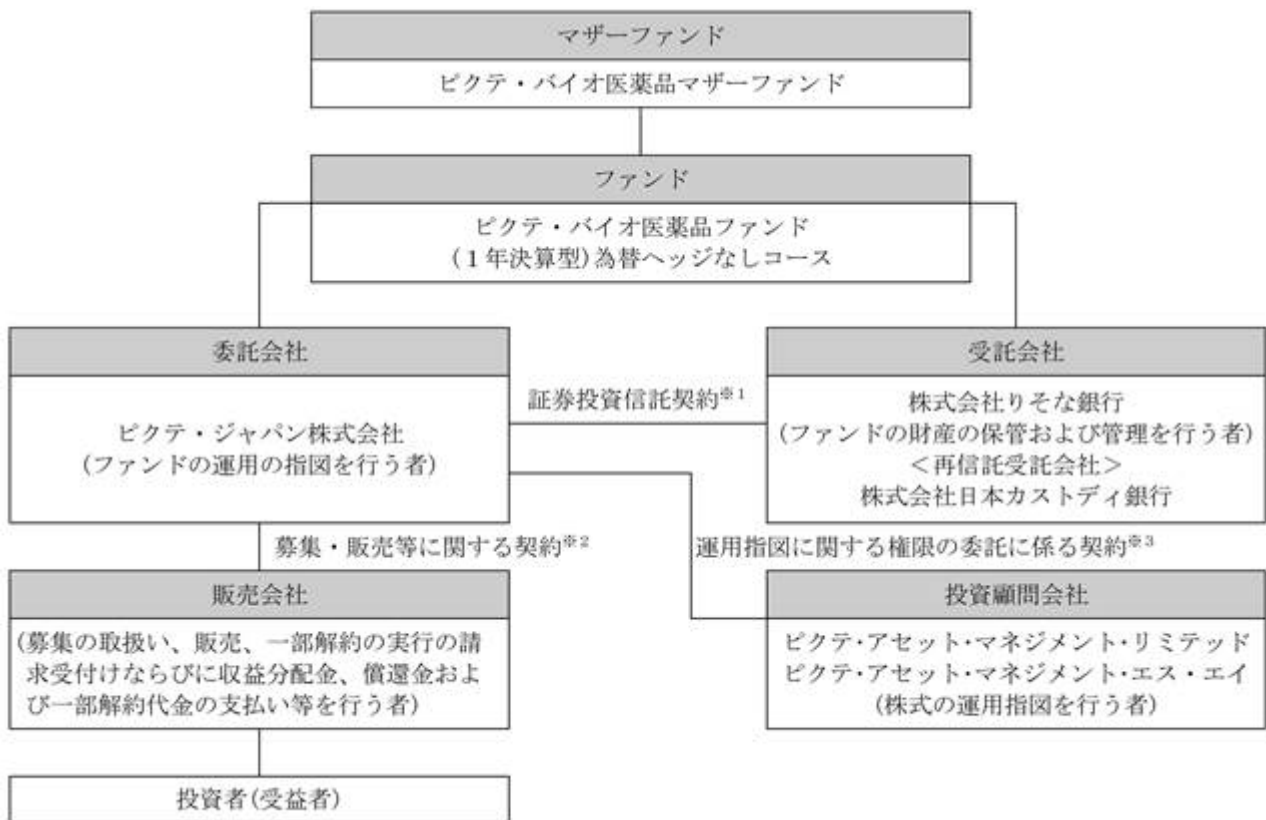 マザーファンド
ピクテ・バイオ医薬品マザーファンド
ファンド
ピクテ・バイオ医薬品ファンド
(1年決算型)為替ヘッジなしコース
委託会社
ピクテ・ジャパン株式会社
(ファンドの運用の指図を行う者)
証券投資信託契約※1
受託会社
株式会社りそな銀行
(ファンドの財産の保管および管理を行う者)
<再信託受託会社>
株式会社日本カストディ銀行
募集・販売等に関する契約※2
運用指図に関する権限の委託に係る契約※3
販売会社
(募集の取扱い、販売、一部解約の実行の請
求受付けならびに収益分配金、償還金およ
び一部解約代金の支払い等を行う者)
投資顧問会社
ピクテ・アセット・マネジメント・リミテッド
ピクテ・アセット・マネジメント・エス・エイ
(株式の運用指図を行う者)
投資者(受益者)